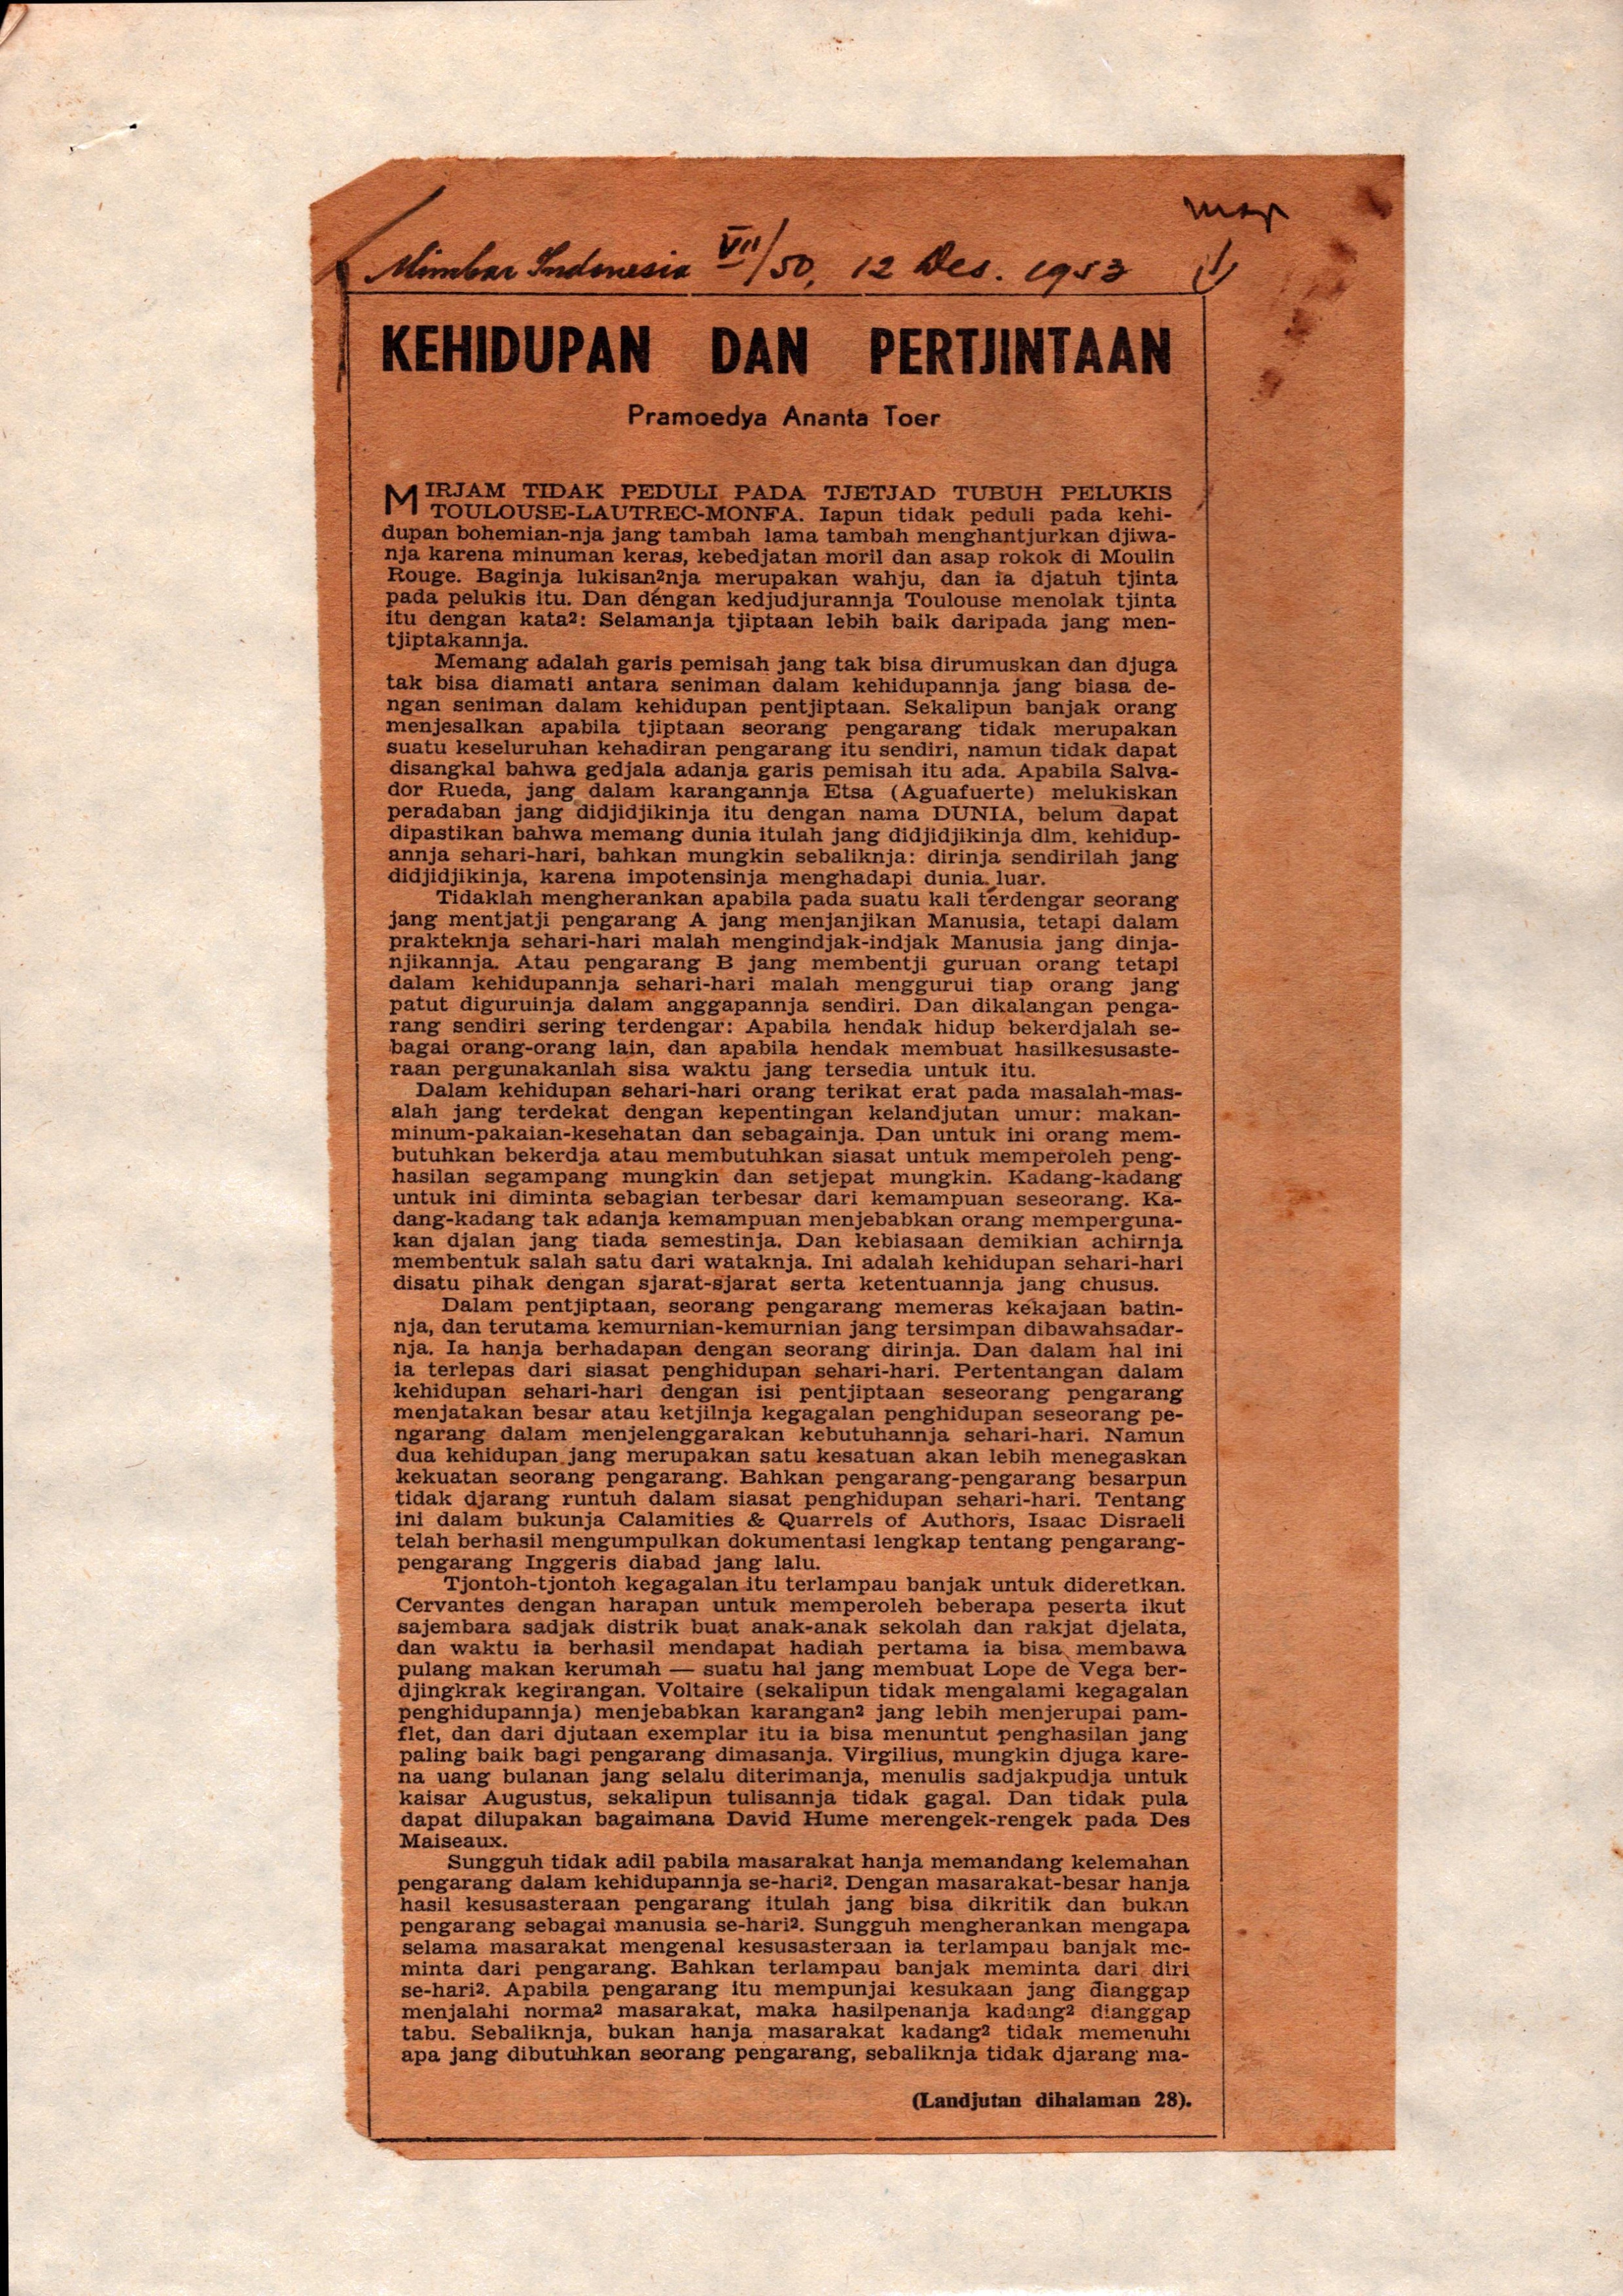 map
Mimbar Indonesia VII/50, 12 Des. 1953
KEHIDUPAN DAN PERTJINTAAN
Pramoedya Ananta Toer
MIRJAM TIDAK PEDULI PADA TJETJAD TUBUH PELUKIS
TOULOUSE-LAUTREC-MONFA. Iapun tidak peduli pada kehi-
dupan bohemian-nja jang tambah lama tambah menghantjurkan djiwa-
nja karena minuman keras, kebedjatan moril dan asap rokok di Moulin
Rouge. Baginja lukisan2nja merupakan wahju, dan ia djatuh tjinta
pada pelukis itu. Dan dengan kedjudjurannja Toulouse menolak tjinta
itu dengan kata2: Selamanja tjiptaan lebih baik daripada jang men-
tjiptakannja.
Memang adalah garis pemisah jang tak bisa dirumuskan dan djuga
tak bisa diamati antara seniman dalam kehidupannja jang biasa de-
ngan seniman dalam kehidupan pentjiptaan. Sekalipun banjak orang
menjesalkan apabila tjiptaan seorang pengarang tidak merupakan
suatu keseluruhan kehadiran pengarang itu sendiri, namun tidak dapat
disangkal bahwa gedjala adanja garis pemisah itu ada. Apabila Salva-
dor Rueda, jang dalam karangannja Etsa (Aguafuerte) melukiskan
peradaban jang didjidjikinja itu dengan nama DUNIA, belum dapat
dipastikan bahwa memang dunia itulah jang didjidjikinja dlm. kehidup-
annja sehari-hari, bahkan mungkin sebaliknja: dirinja sendirilah jang
didjidjikinja, karena impotensinja menghadapi dunia luar.
Tidaklah mengherankan apabila pada suatu kali terdengar seorang
jang mentjatji pengarang A jang menjanjikan Manusia, tetapi dalam
prakteknja sehari-hari malah mengindjak-indjak Manusia jang dinja-
njikannja. Atau pengarang B jang membentji guruan orang tetapi
dalam kehidupannja sehari-hari malah menggurui tiap orang jang
patut diguruinja dalam anggapannja sendiri. Dan dikalangan penga-
rang sendiri sering terdengar: Apabila hendak hidup bekerdjalah se-
bagai orang-orang lain, dan apabila hendak membuat hasilkesusaste-
raan pergunakanlah sisa waktu jang tersedia untuk itu.
Dalam kehidupan sehari-hari orang terikat erat pada masalah-mas-
alah jang terdekat dengan kepentingan kelandjutan umur: makan-
minum-pakaian-kesehatan dan sebagainja. Dan untuk ini orang mem-
butuhkan bekerdja atau membutuhkan siasat untuk memperoleh peng-
hasilan segampang mungkin dan setjepat mungkin. Kadang-kadang
untuk ini diminta sebagian terbesar dari kemampuan seseorang. Ka-
dang-kadang tak adanja kemampuan menjebabkan orang memperguna-
kan djalan jang tiada semestinja. Dan kebiasaan demikian achirnja
membentuk salah satu dari wataknja. Ini adalah kehidupan sehari-hari
disatu pihak dengan sjarat-sjarat serta ketentuannja jang chusus.
Dalam pentjiptaan, seorang pengarang memeras kekajaan batin-
nja, dan terutama kemurnian-kemurnian jang tersimpan dibawahsadar-
nja. Ia hanja berhadapan dengan seorang dirinja. Dan dalam hal ini
ia terlepas dari siasat penghidupan sehari-hari. Pertentangan dalam
kehidupan sehari-hari dengan isi pentjiptaan seseorang pengarang
menjatakan besar atau ketjilnja kegagalan penghidupan seseorang pe-
ngarang dalam menjelenggarakan kebutuhannja sehari-hari. Namun
dua kehidupan jang merupakan satu kesatuan akan lebih menegaskan
kekuatan seorang pengarang. Bahkan pengarang-pengarang besarpun
tidak djarang runtuh dalam siasat penghidupan sehari-hari. Tentang
ini dalam bukunja Calamities & Quarrels of Authors, Isaac Disraeli
telah berhasil mengumpulkan dokumentasi lengkap tentang pengarang-
pengarang Inggeris diabad jang lalu.
Tjontoh-tjontoh kegagalan itu terlampau banjak untuk dideretkan.
Cervantes dengan harapan untuk memperoleh beberapa peserta ikut
sajembara sadjak distrik buat anak-anak sekolah dan rakjat djelata,
dan waktu ia berhasil mendapat hadiah pertama ia bisa membawa
pulang makan kerumah — suatu hal jang membuat Lope de Vega ber-
djingkrak kegirangan. Voltaire (sekalipun tidak mengalami kegagalan
penghidupannja) menjebabkan karangan2 jang lebih menjerupai pam-
flet, dan dari djutaan exemplar itu ia bisa menuntut penghasilan jang
paling baik bagi pengarang dimasanja. Virgilius, mungkin djuga kare-
na uang bulanan jang selalu diterimanja, menulis sadjakpudja untuk
kaisar Augustus, sekalipun tulisannja tidak gagal. Dan tidak pula
dapat dilupakan bagaimana David Hume merengek-rengek pada Des
Maiseaux.
Sungguh tidak adil pabila masarakat hanja memandang kelemahan
pengarang dalam kehidupannja se-hari2. Dengan masarakat-besar hanja
hasil kesusasteraan pengarang itulah jang bisa dikritik dan bukan
pengarang sebagai manusia se-hari2. Sungguh mengherankan mengapa
selama masarakat mengenal kesusasteraan ia terlampau banjak me-
minta dari pengarang. Bahkan terlampau banjak meminta dari diri
se-hari2. Apabila pengarang itu mempunjai kesukaan jang dianggap
menjalahi norma2 masarakat, maka hasilpenanja kadang2 dianggap
tabu. Sebaliknja, bukan hanja masarakat kadang2 tidak memenuhi
apa jang dibutuhkan seorang pengarang, sebaliknja tidak djarang ma-
(Landjutan dihalaman 28).